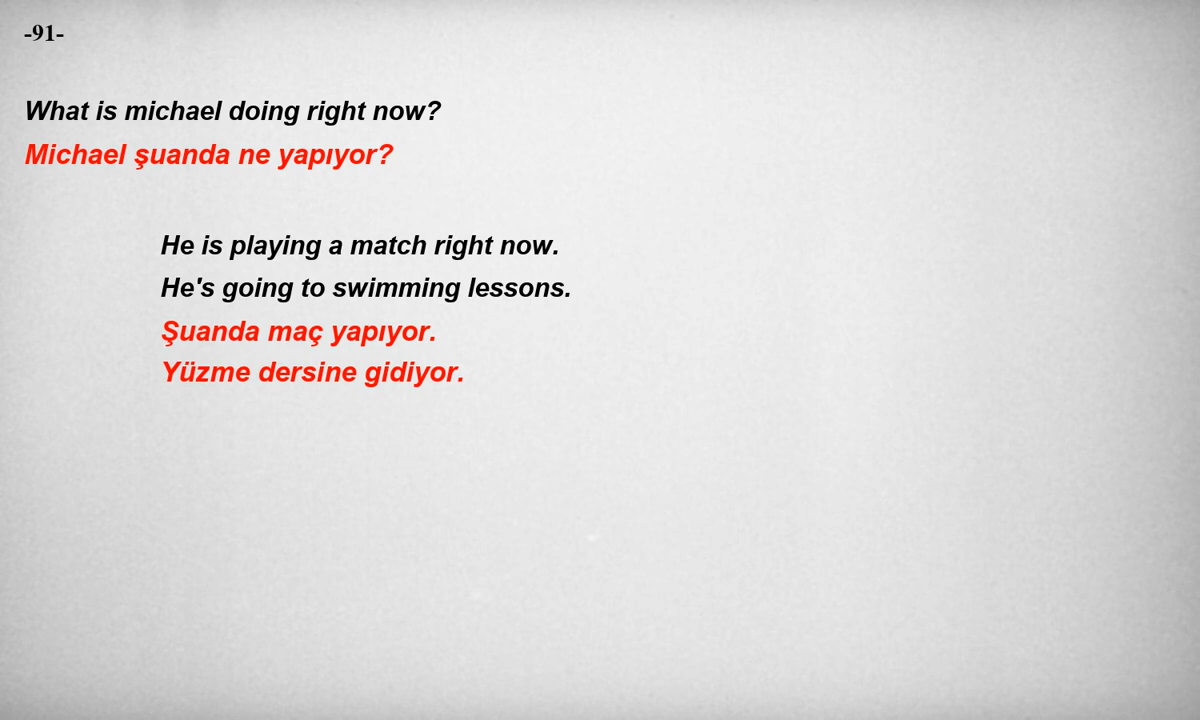 -91-
What is michael doing right now?
Michael şuanda ne yapıyor?
He is playing a match right now.
He's going to swimming lessons.
Şuanda maç yapıyor.
Yüzme dersine gidiyor.